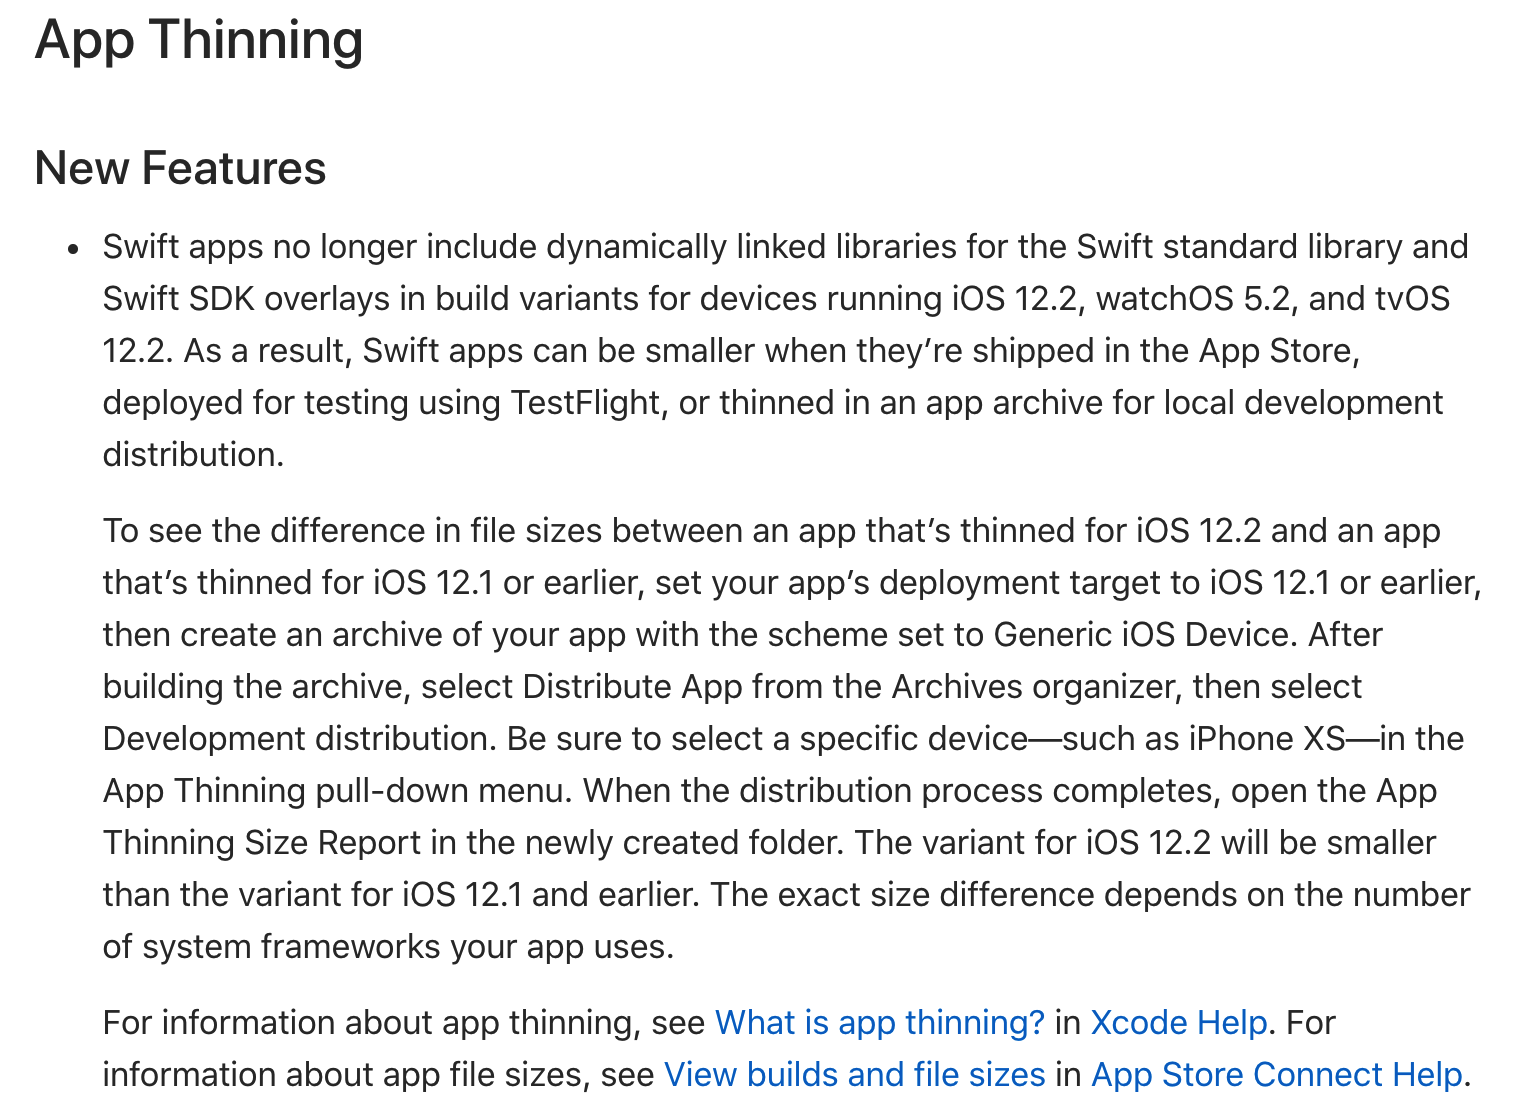 App Thinning
New Features
• Swift apps no longer include dynamically linked libraries for the Swift standard library and
Swift SDK overlays in build variants for devices running iOS 12.2, watchOS 5.2, and tvOS
12.2. As a result, Swift apps can be smaller when they’re shipped in the App Store,
deployed for testing using TestFlight, or thinned in an app archive for local development
distribution.
To see the difference in file sizes between an app that’s thinned for iOS 12.2 and an app
that’s thinned for iOS 12.1 or earlier, set your app’s deployment target to iOS 12.1 or earlier,
then create an archive of your app with the scheme set to Generic iOS Device. After
building the archive, select Distribute App from the Archives organizer, then select
Development distribution. Be sure to select a specific device—such as iPhone XS—in the
App Thinning pull-down menu. When the distribution process completes, open the App
Thinning Size Report in the newly created folder. The variant for iOS 12.2 will be smaller
than the variant for iOS 12.1 and earlier. The exact size difference depends on the number
of system frameworks your app uses.
For information about app thinning, see What is app thinning? in Xcode Help. For
information about app file sizes, see View builds and file sizes in App Store Connect Help.